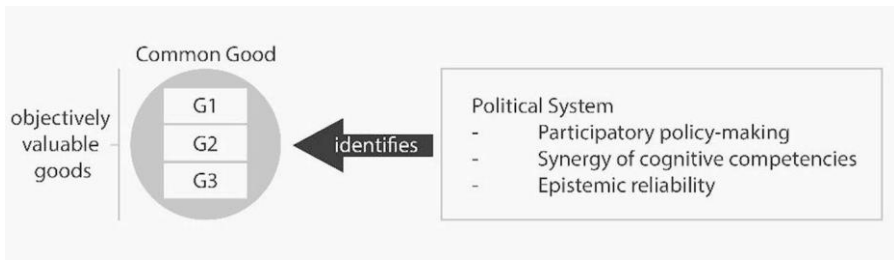 Common Good
objectively
valuable
goods
G1
G2
G3
identifies
Political System
- Participatory policy-making
- Synergy of cognitive competencies
- Epistemic reliability